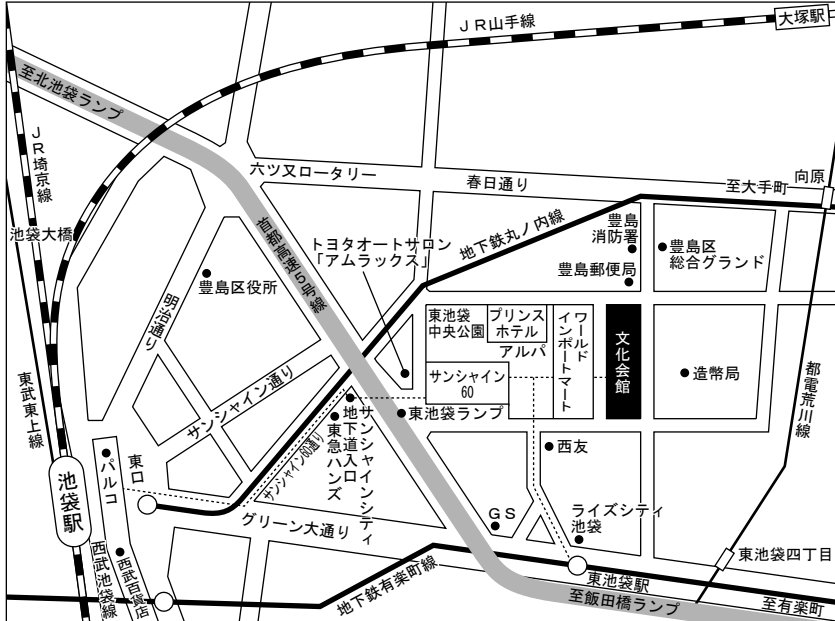 JR山手線
大塚駅
至北池袋ランプ
JR埼京線
六ツ又ロータリー
春日通り
至大手町
向原
池袋大橋
首都高速5号線
トヨタオートサロン
「アムラックス」
地下鉄丸ノ内線
豊島
消防署
豊島区
総合グランド
豊島郵便局
豊島区役所
明治通り
東池袋
中央公園
プリンス
ホテル
アルパ
ワールド
インポートマート
文化会館
造幣局
都電荒川線
サンシャイン
60
サンシャイン通り
東武東上線
東池袋ランプ
サンシャインシティ
地下道入口
東急ハンズ
サンシャイン60通り
西友
パルコ
東口
池袋駅
グリーン大通り
GS
ライズシティ
池袋
東池袋四丁目
西武池袋線
西武百貨店
地下鉄有楽町線
東池袋駅
至飯田橋ランプ
至有楽町